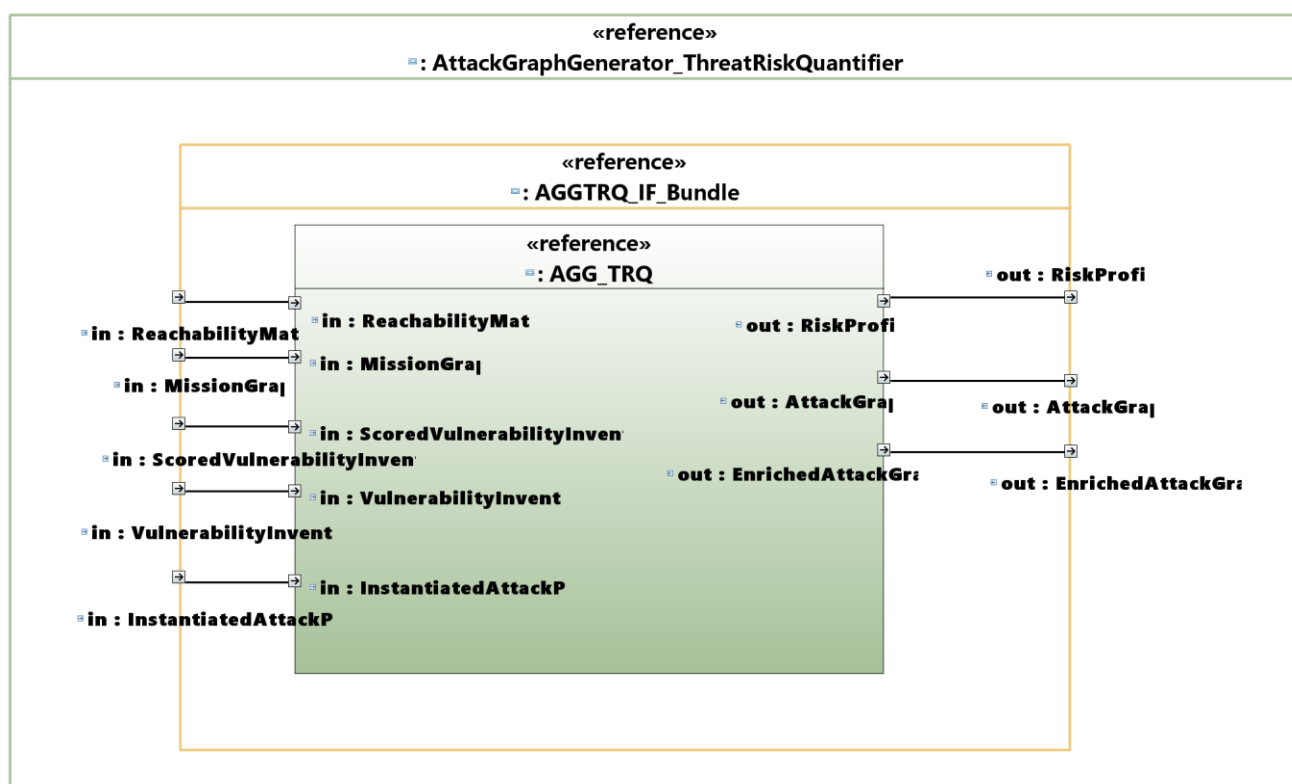 «reference»
: AttackGraphGenerator_ThreatRiskQuantifier
«reference»
: AGGTRQ_IF_Bundle
«reference»
: AGG_TRQ
out : RiskProfi
in : ReachabilityMat
out : RiskProfi
in : ReachabilityMat
in : MissionGra
in : MissionGra
out : AttackGra
out : AttackGra
in : ScoredVulnerabilityInven
in : ScoredVulnerabilityInven
out : EnrichedAttackGra
out : EnrichedAttackGra
in : VulnerabilityInvent
in : VulnerabilityInvent
in : InstantiatedAttackP
in : InstantiatedAttackP